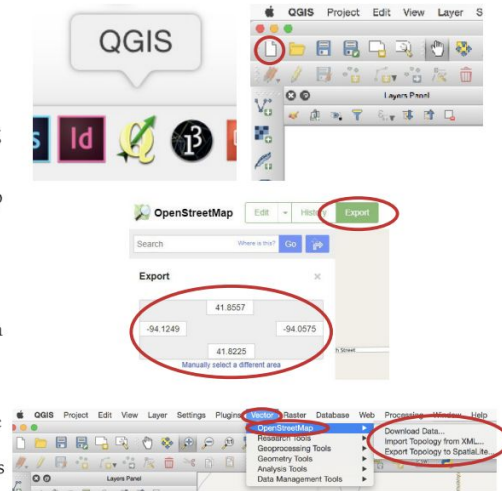 QGIS
QGIS Project Edit View Layer S
Layers Panel
Id
i3
OpenStreetMap Edit History Export
Search Where is this? Go
Export
41.8557
-94.1249 -94.0575
41.8225
Manually select a different area
Street
QGIS Project Edit View Layer Settings Plugins Vector Raster Database Web Processing Window Help
OpenStreetMap
Research Tools
Geoprocessing Tools
Geometry Tools
Analysis Tools
Data Management Tools
Download Data...
Import Topology from XML...
Export Topology to SpatiaLite...
Layers Panel